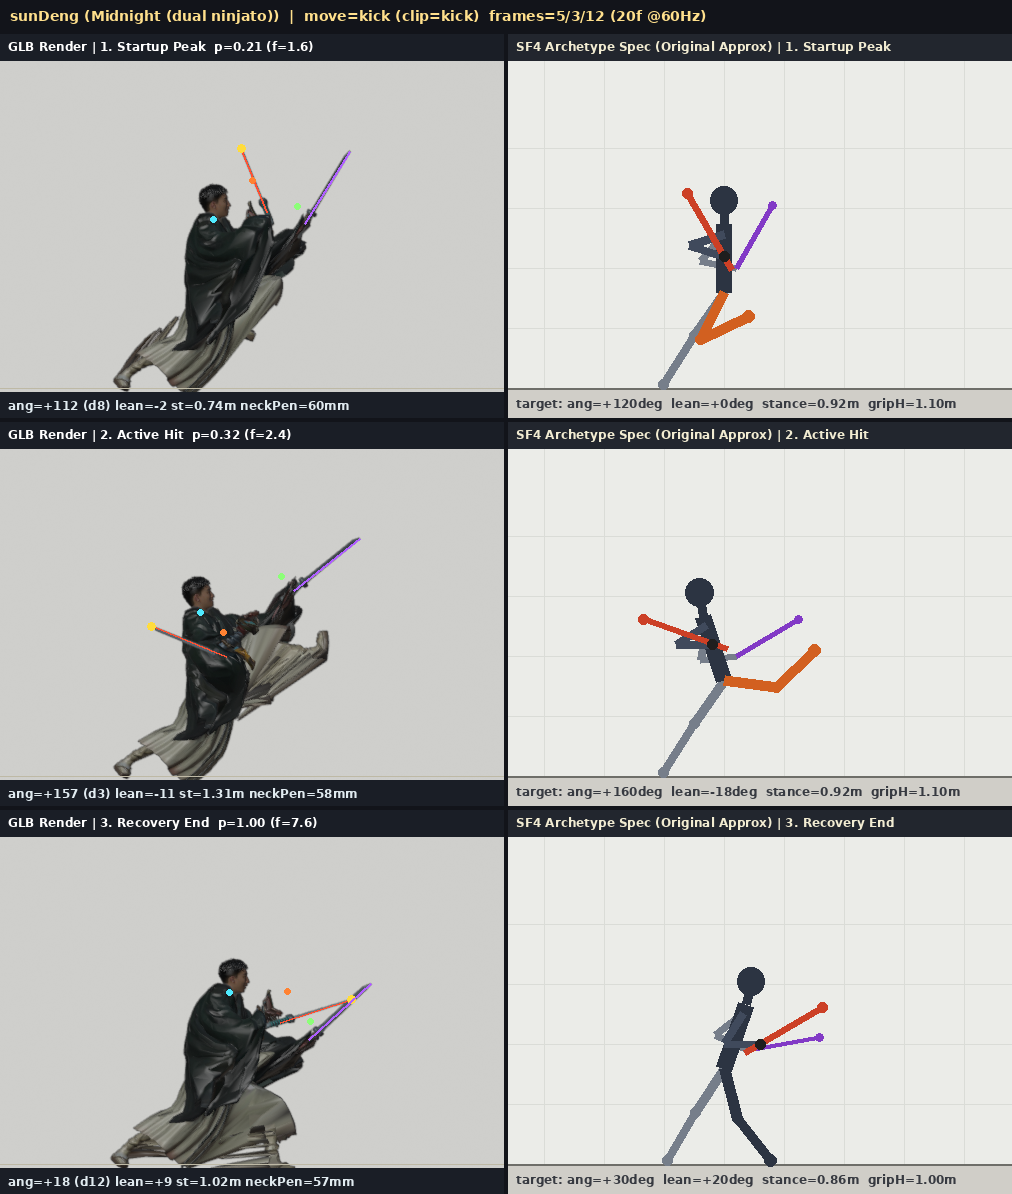 sunDeng (Midnight (dual ninjato))  |  move=kick (clip=kick)  frames=5/3/12 (20f @60Hz)
GLB Render | 1. Startup Peak  p=0.21 (f=1.6)
SF4 Archetype Spec (Original Approx) | 1. Startup Peak
ang=+112 (d8) lean=-2 st=0.74m neckPen=60mm
target: ang=+120deg  lean=+0deg  stance=0.92m  gripH=1.10m
GLB Render | 2. Active Hit  p=0.32 (f=2.4)
SF4 Archetype Spec (Original Approx) | 2. Active Hit
ang=+157 (d3) lean=-11 st=1.31m neckPen=58mm
target: ang=+160deg  lean=-18deg  stance=0.92m  gripH=1.10m
GLB Render | 3. Recovery End  p=1.00 (f=7.6)
SF4 Archetype Spec (Original Approx) | 3. Recovery End
ang=+18 (d12) lean=+9 st=1.02m neckPen=57mm
target: ang=+30deg  lean=+20deg  stance=0.86m  gripH=1.00m